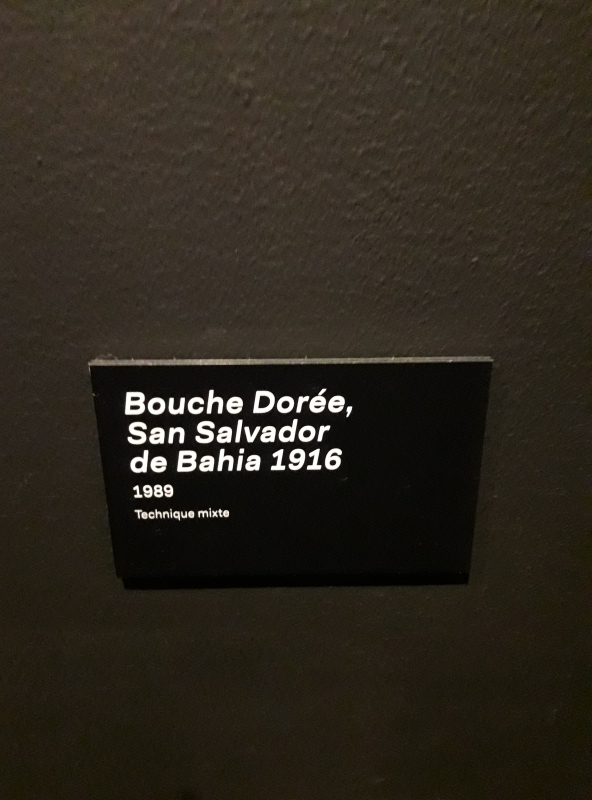 Bouche Dorée,
San Salvador
de Bahia 1916
1989
Technique mixte